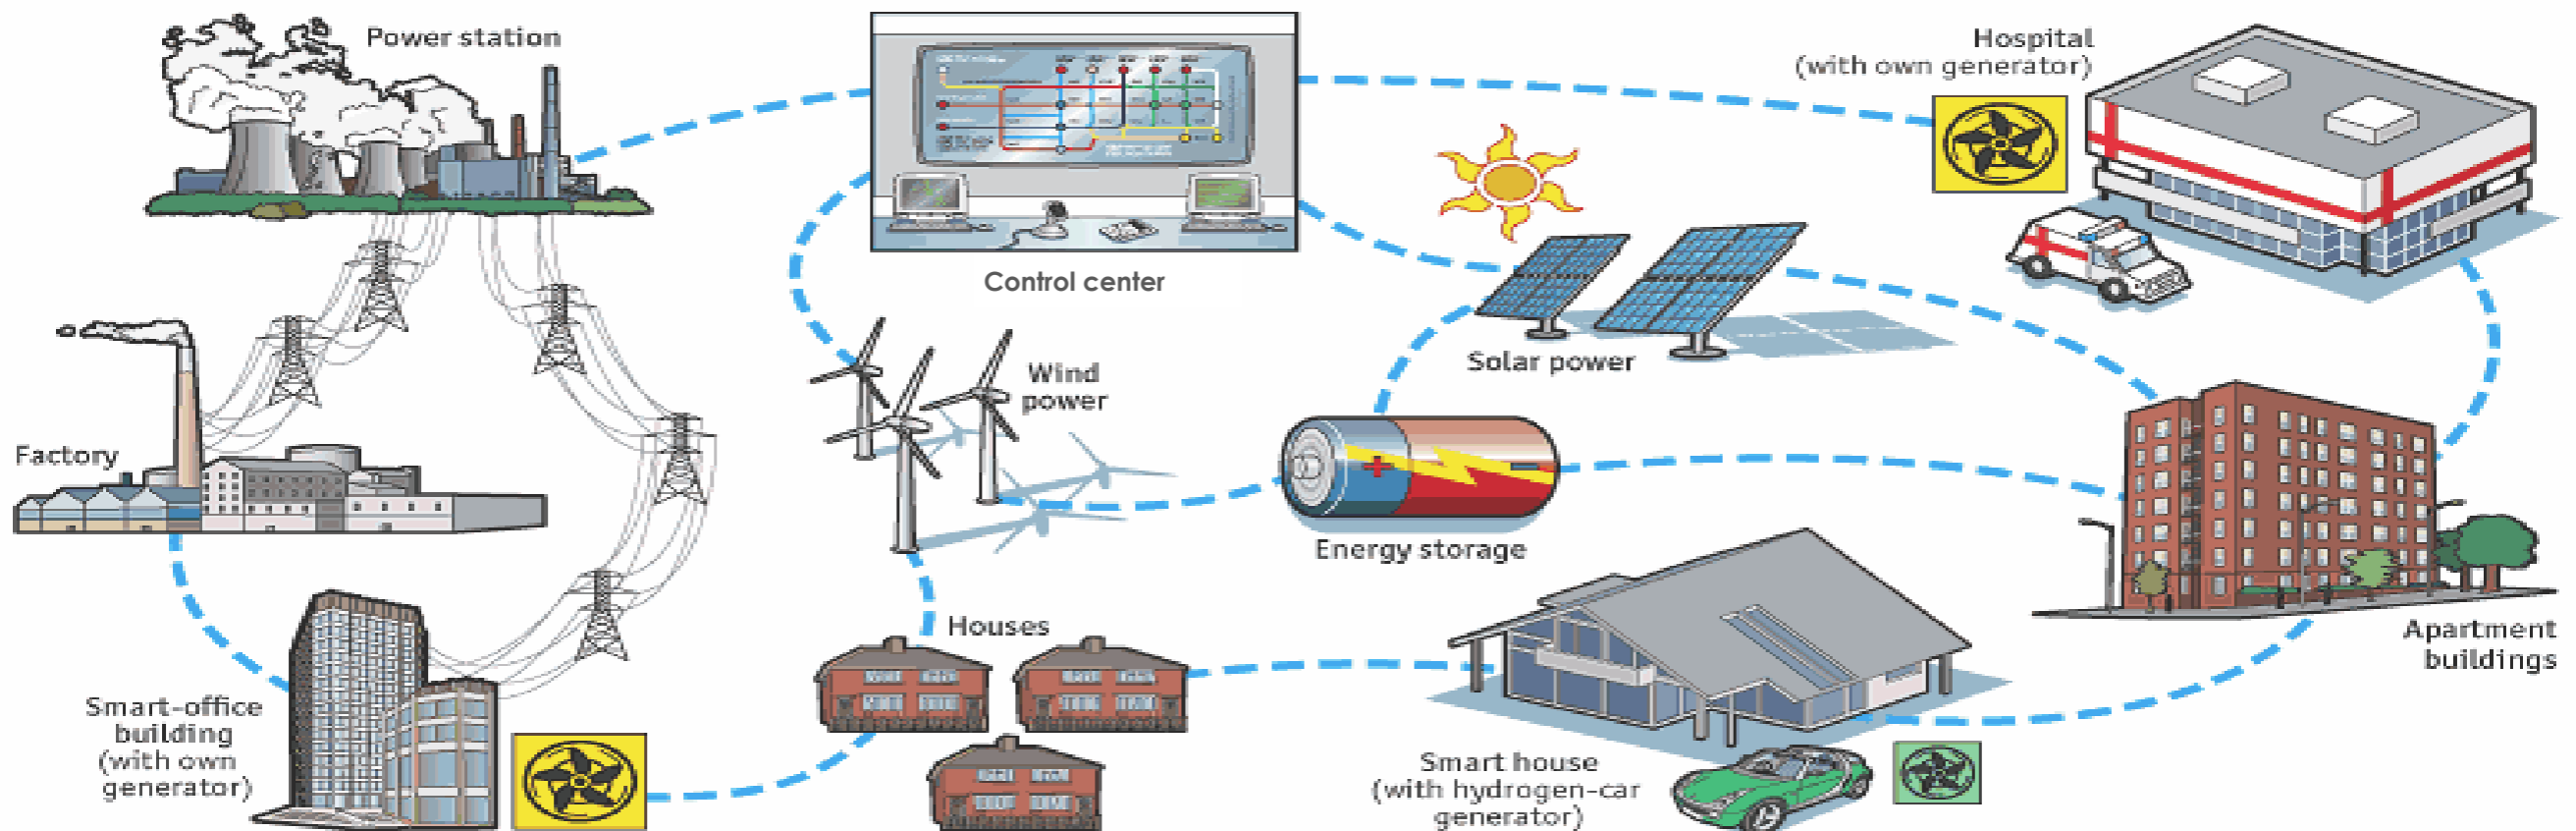 Power station
Control center
Hospital
(with own generator)
Solar power
Wind
power
Factory
Energy storage
Houses
Apartment
buildings
Smart-office
building
(with own
generator)
Smart house
(with hydrogen-car
generator)
+
-